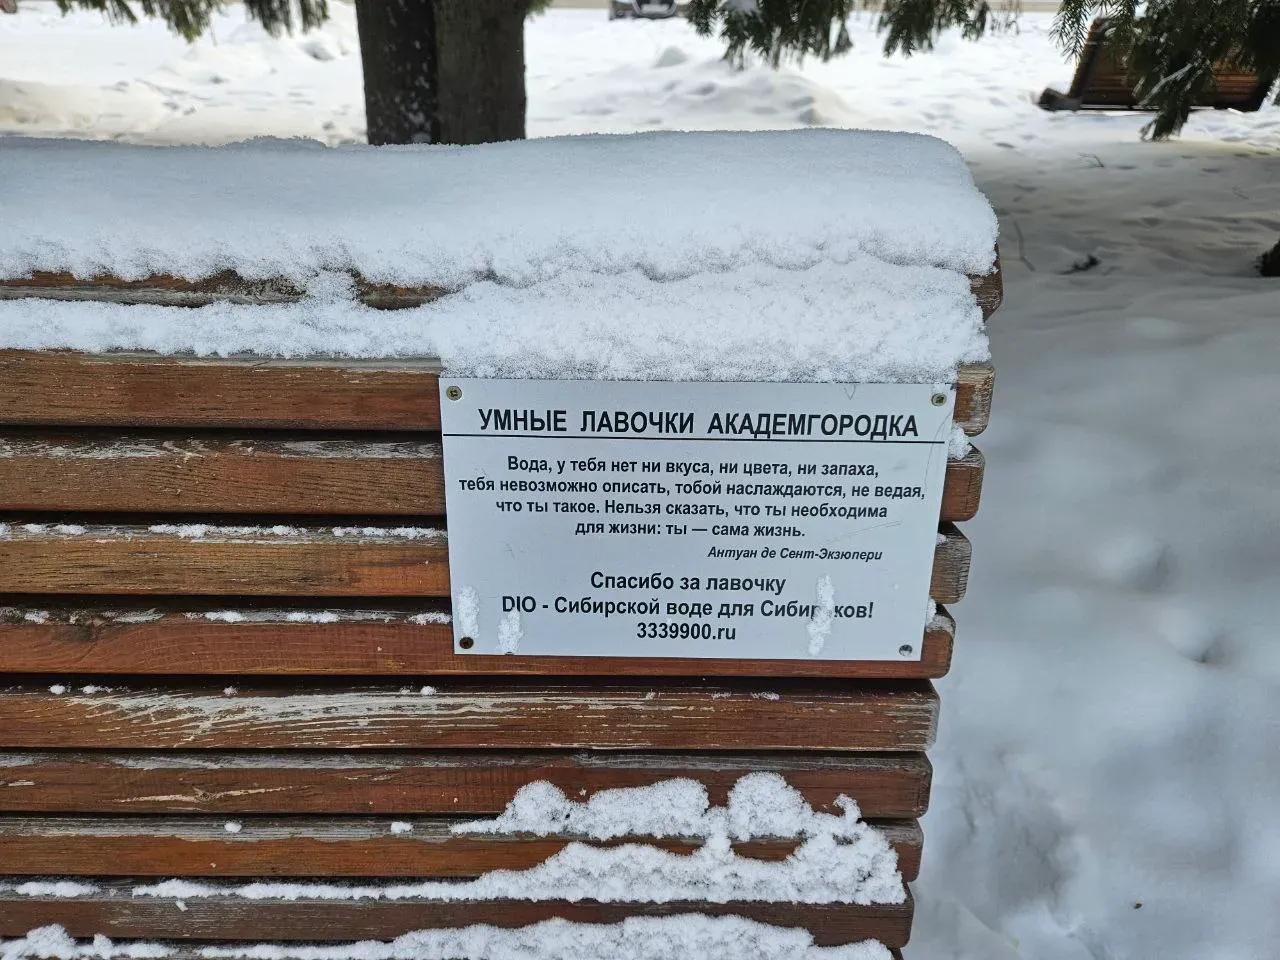 УМНЫЕ ЛАВОЧКИ АКАДЕМГОРОДКА
Вода, у тебя нет ни вкуса, ни цвета, ни запаха,
тебя невозможно описать, тобой наслаждаются, не ведая,
что ты такое. Нельзя сказать, что ты необходима
для жизни: ты — сама жизнь.
Антуан де Сент-Экзюпери
Спасибо за лавочку
DIO - Сибирской воде для Сибиряков!
3339900.ru